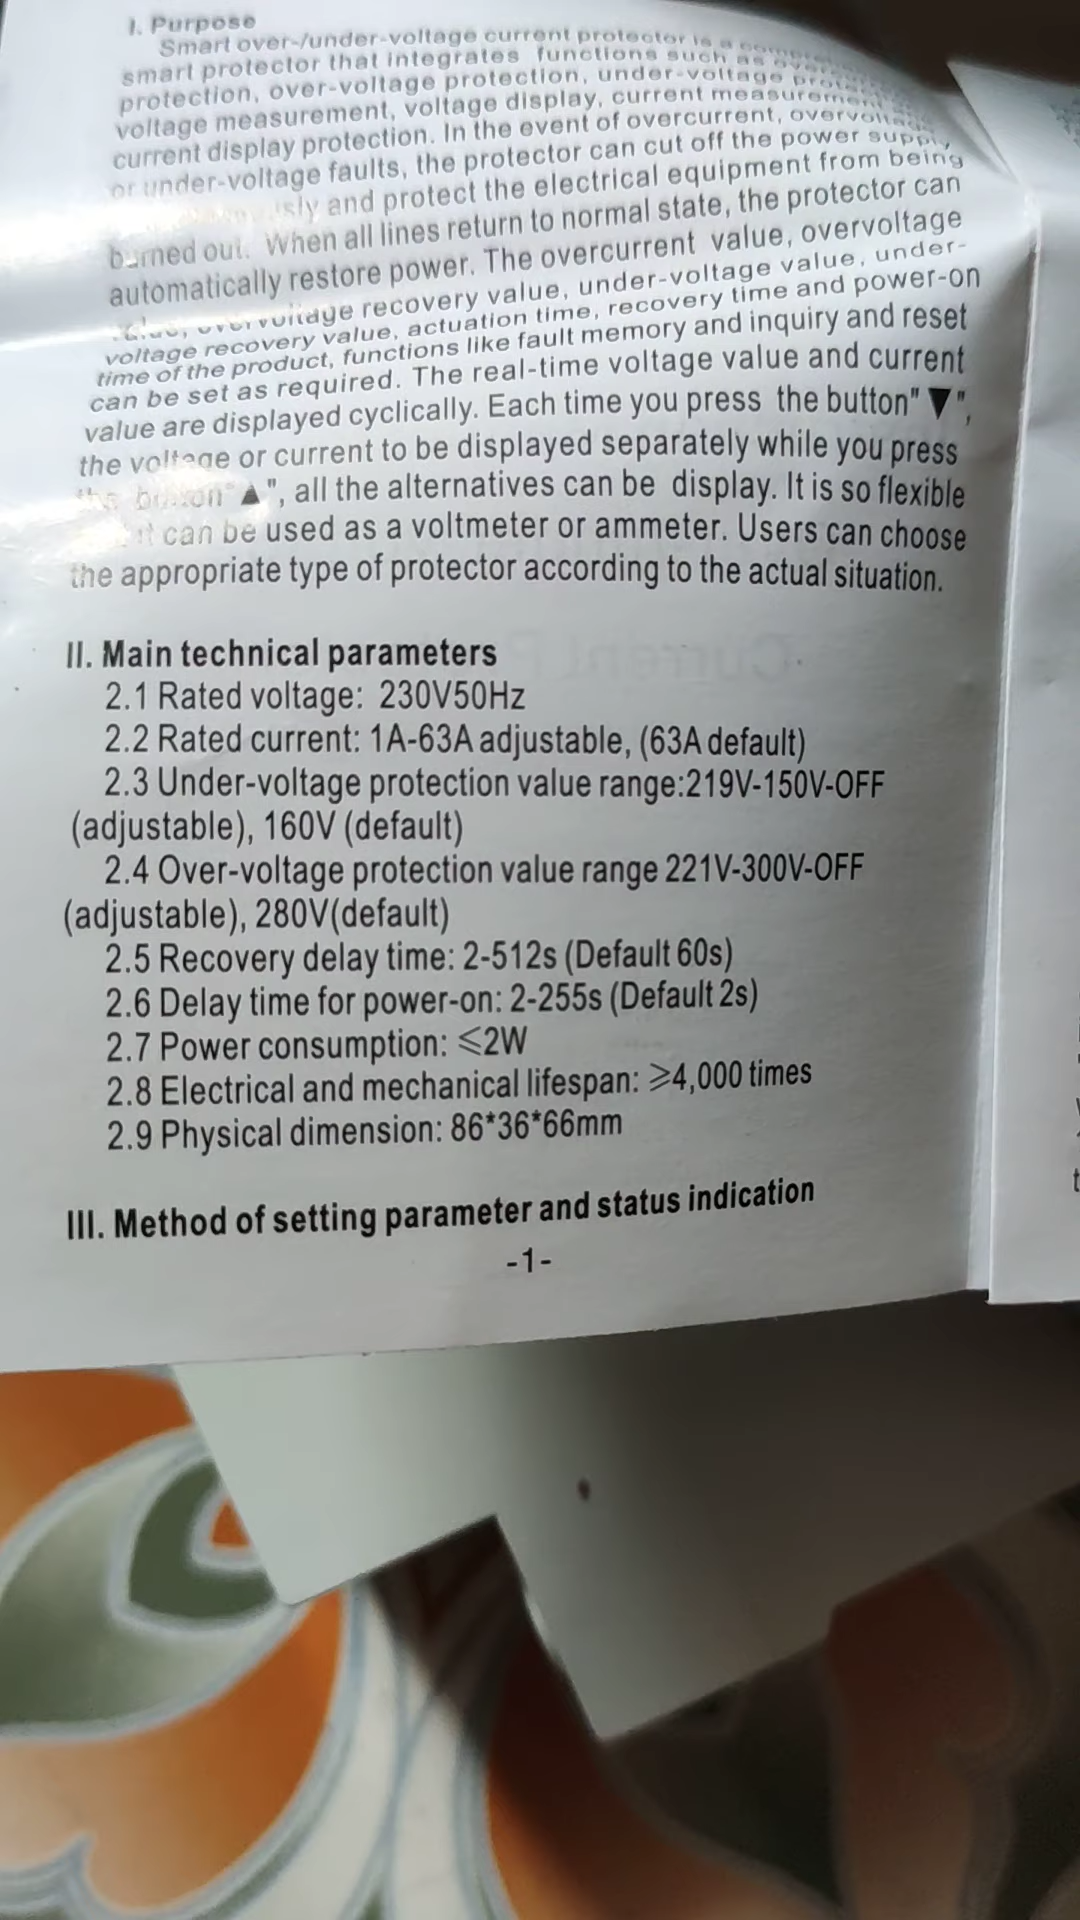 I. Purpose
Smart over-/under-voltage current protector is a
smart protector that integrates functions such as
protection, over-voltage protection, under-voltage
voltage measurement, voltage display, current measurement
current display protection. In the event of overcurrent, overvoltage
or under-voltage faults, the protector can cut off the power supply
and protect the electrical equipment from being
burned out. When all lines return to normal state, the protector can
automatically restore power. The overcurrent value, overvoltage
recovery value, under-voltage value, under-
voltage recovery value, actuation time, recovery time and power-on
time of the product, functions like fault memory and inquiry and reset
can be set as required. The real-time voltage value and current
value are displayed cyclically. Each time you press the button" ▼",
the voltage or current to be displayed separately while you press
the button" ▲", all the alternatives can be display. It is so flexible
can be used as a voltmeter or ammeter. Users can choose
the appropriate type of protector according to the actual situation.
II. Main technical parameters
2.1 Rated voltage: 230V50Hz
2.2 Rated current: 1A-63A adjustable, (63A default)
2.3 Under-voltage protection value range:219V-150V-OFF
(adjustable), 160V (default)
2.4 Over-voltage protection value range 221V-300V-OFF
(adjustable), 280V(default)
2.5 Recovery delay time: 2-512s (Default 60s)
2.6 Delay time for power-on: 2-255s (Default 2s)
2.7 Power consumption: ≤2W
2.8 Electrical and mechanical lifespan: ≥4,000 times
2.9 Physical dimension: 86*36*66mm
III. Method of setting parameter and status indication
-1-